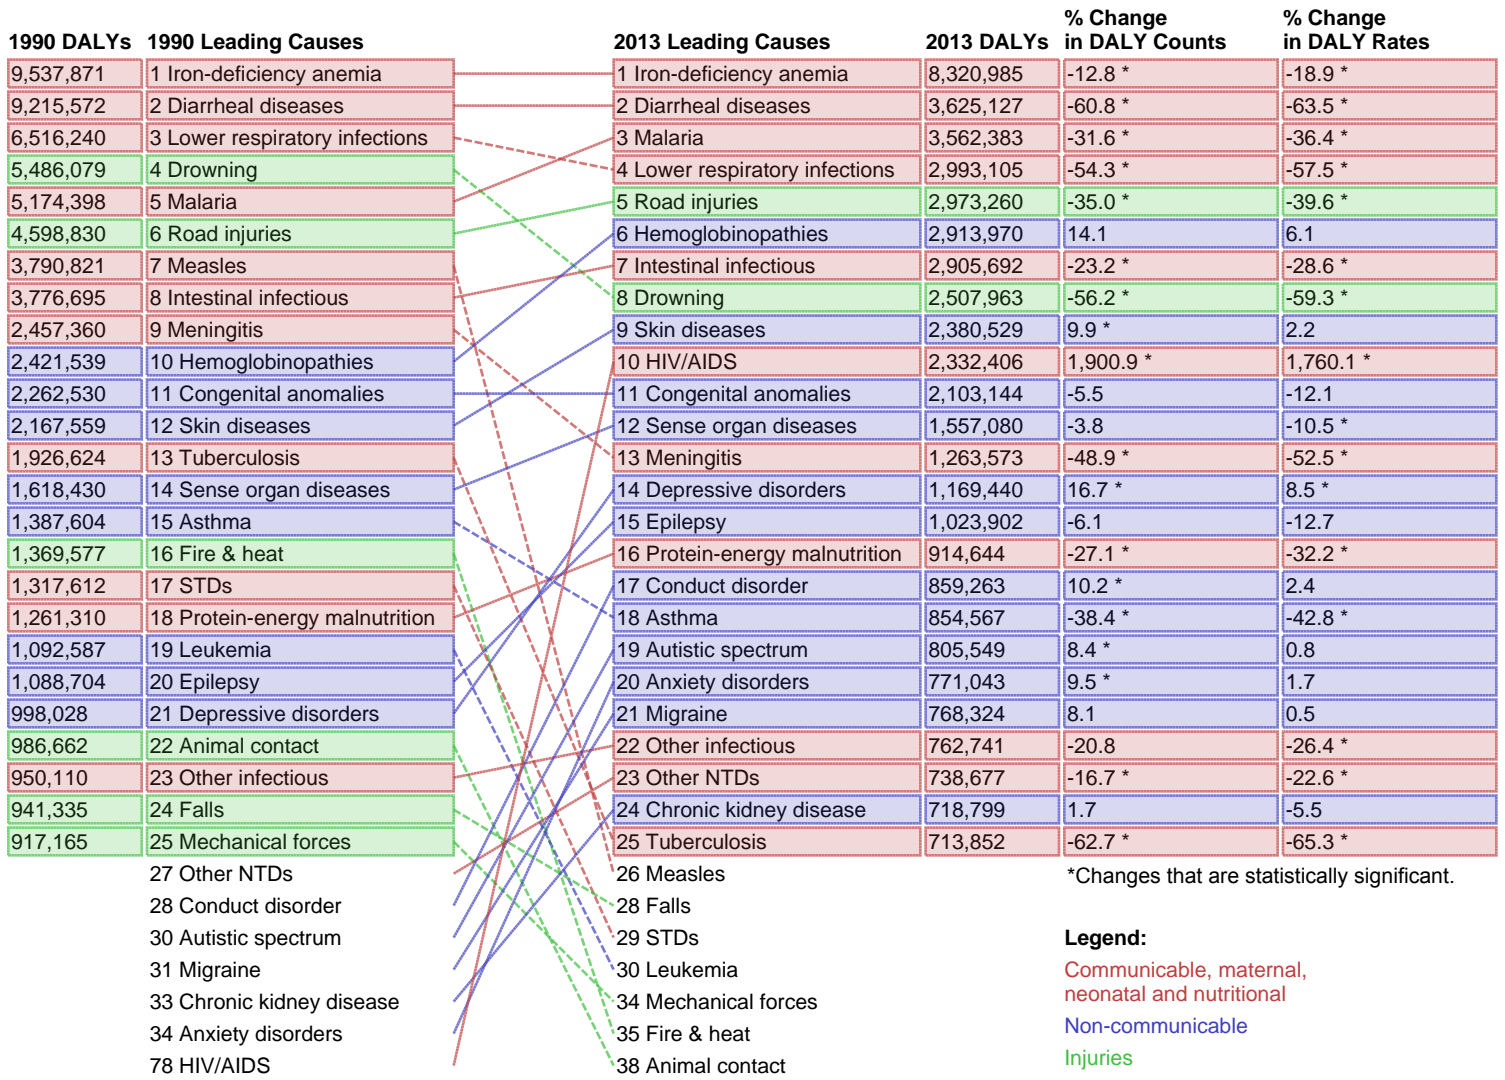 % Change % Change
1990 DALYs 1990 Leading Causes 2013 Leading Causes 2013 DALYs in DALY Counts in DALY Rates
9,537,871 1 Iron-deficiency anemia 1 Iron-deficiency anemia 8,320,985 -12.8 * -18.9 *
9,215,572 2 Diarrheal diseases 2 Diarrheal diseases 3,625,127 -60.8 * -63.5 *
6,516,240 3 Lower respiratory infections 3 Malaria 3,562,383 -31.6 * -36.4 *
5,486,079 4 Drowning 4 Lower respiratory infections 2,993,105 -54.3 * -57.5 *
5,174,398 5 Malaria 5 Road injuries 2,973,260 -35.0 * -39.6 *
4,598,830 6 Road injuries 6 Hemoglobinopathies 2,913,970 14.1 6.1
3,790,821 7 Measles 7 Intestinal infectious 2,905,692 -23.2 * -28.6 *
3,776,695 8 Intestinal infectious 8 Drowning 2,507,963 -56.2 * -59.3 *
2,457,360 9 Meningitis 9 Skin diseases 2,380,529 9.9 * 2.2
2,421,539 10 Hemoglobinopathies 10 HIV/AIDS 2,332,406 1,900.9 * 1,760.1 *
2,262,530 11 Congenital anomalies 11 Congenital anomalies 2,103,144 -5.5 -12.1
2,167,559 12 Skin diseases 12 Sense organ diseases 1,557,080 -3.8 -10.5 *
1,926,624 13 Tuberculosis 13 Meningitis 1,263,573 -48.9 * -52.5 *
1,618,430 14 Sense organ diseases 14 Depressive disorders 1,169,440 16.7 * 8.5 *
1,387,604 15 Asthma 15 Epilepsy 1,023,902 -6.1 -12.7
1,369,577 16 Fire & heat 16 Protein-energy malnutrition 914,644 -27.1 * -32.2 *
1,317,612 17 STDs 17 Conduct disorder 859,263 10.2 * 2.4
1,261,310 18 Protein-energy malnutrition 18 Asthma 854,567 -38.4 * -42.8 *
1,092,587 19 Leukemia 19 Autistic spectrum 805,549 8.4 * 0.8
1,088,704 20 Epilepsy 20 Anxiety disorders 771,043 9.5 * 1.7
998,028 21 Depressive disorders 21 Migraine 768,324 8.1 0.5
986,662 22 Animal contact 22 Other infectious 762,741 -20.8 -26.4 *
950,110 23 Other infectious 23 Other NTDs 738,677 -16.7 * -22.6 *
941,335 24 Falls 24 Chronic kidney disease 718,799 1.7 -5.5
917,165 25 Mechanical forces 25 Tuberculosis 713,852 -62.7 * -65.3 *
27 Other NTDs 26 Measles *Changes that are statistically significant.
28 Conduct disorder 28 Falls
30 Autistic spectrum 29 STDs Legend:
31 Migraine 30 Leukemia Communicable, maternal,
neonatal and nutritional
33 Chronic kidney disease 34 Mechanical forces
34 Anxiety disorders 35 Fire & heat Non-communicable
78 HIV/AIDS 38 Animal contact Injuries